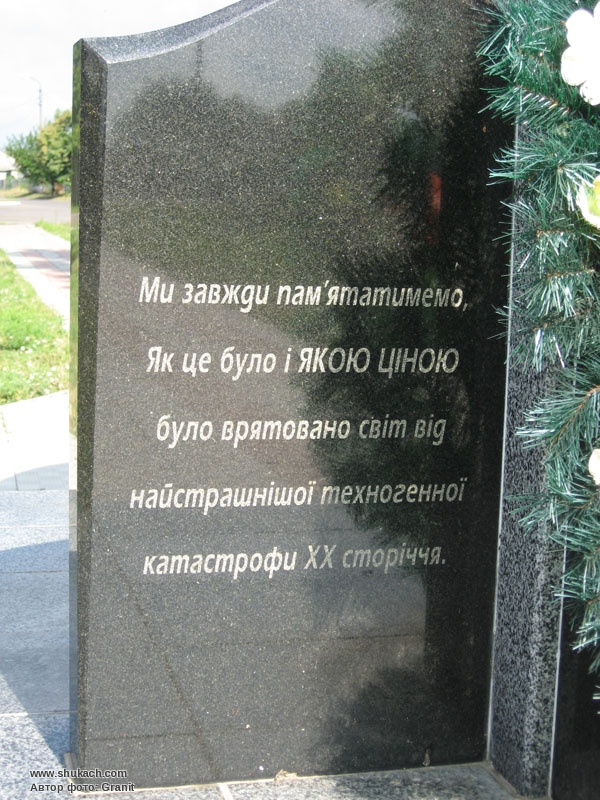 Ми завжди пам'ятатимемо,
Як це було і ЯКОЮ ЦІНОЮ
було врятовано світ від
найстрашнішої техногенної
катастрофи ХХ сторіччя.
www.shukach.com
Автор фото: Granit